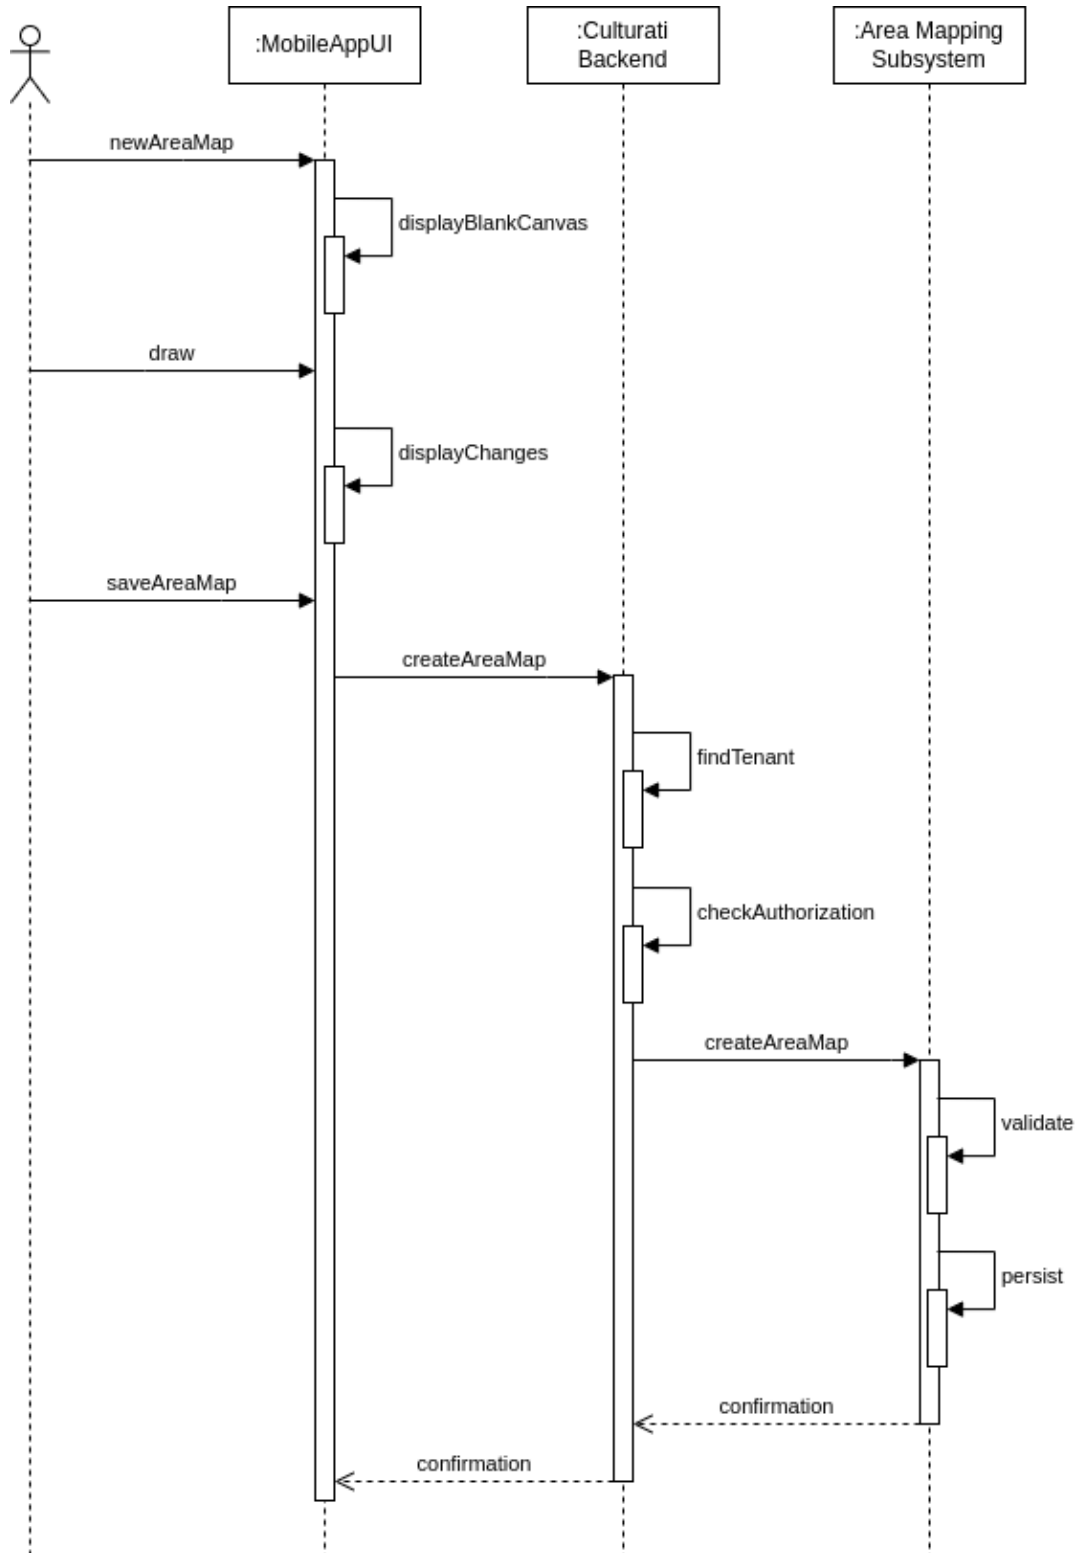 :MobileAppUI
:Culturati
Backend
:Area Mapping
Subsystem
newAreaMap
displayBlankCanvas
draw
displayChanges
saveAreaMap
createAreaMap
findTenant
checkAuthorization
createAreaMap
validate
persist
confirmation
confirmation